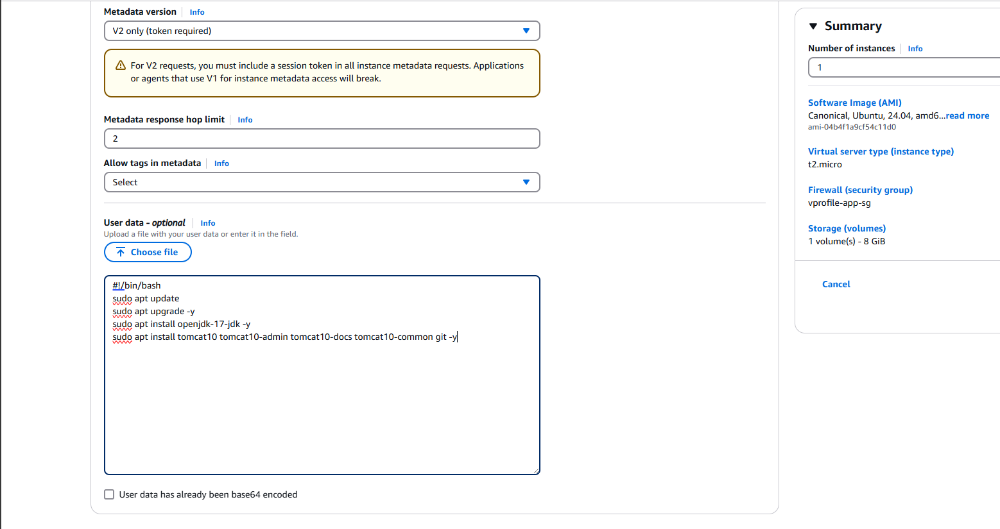 Metadata version Info
V2 only (token required)
For V2 requests, you must include a session token in all instance metadata requests. Applications
or agents that use V1 for instance metadata access will break.
Metadata response hop limit Info
2
Allow tags in metadata Info
Select
User data - optional Info
Upload a file with your user data or enter it in the field.
Choose file
#!/bin/bash
sudo apt update
sudo apt upgrade -y
sudo apt install openjdk-17-jdk -y
sudo apt install tomcat10 tomcat10-admin tomcat10-docs tomcat10-common git -y
User data has already been base64 encoded
Summary
Number of instances Info
1
Software Image (AMI)
Canonical, Ubuntu, 24.04, amd6...read more
ami-04b4f1a9cf54c11d0
Virtual server type (instance type)
t2.micro
Firewall (security group)
vprofile-app-sg
Storage (volumes)
1 volume(s) - 8 GiB
Cancel